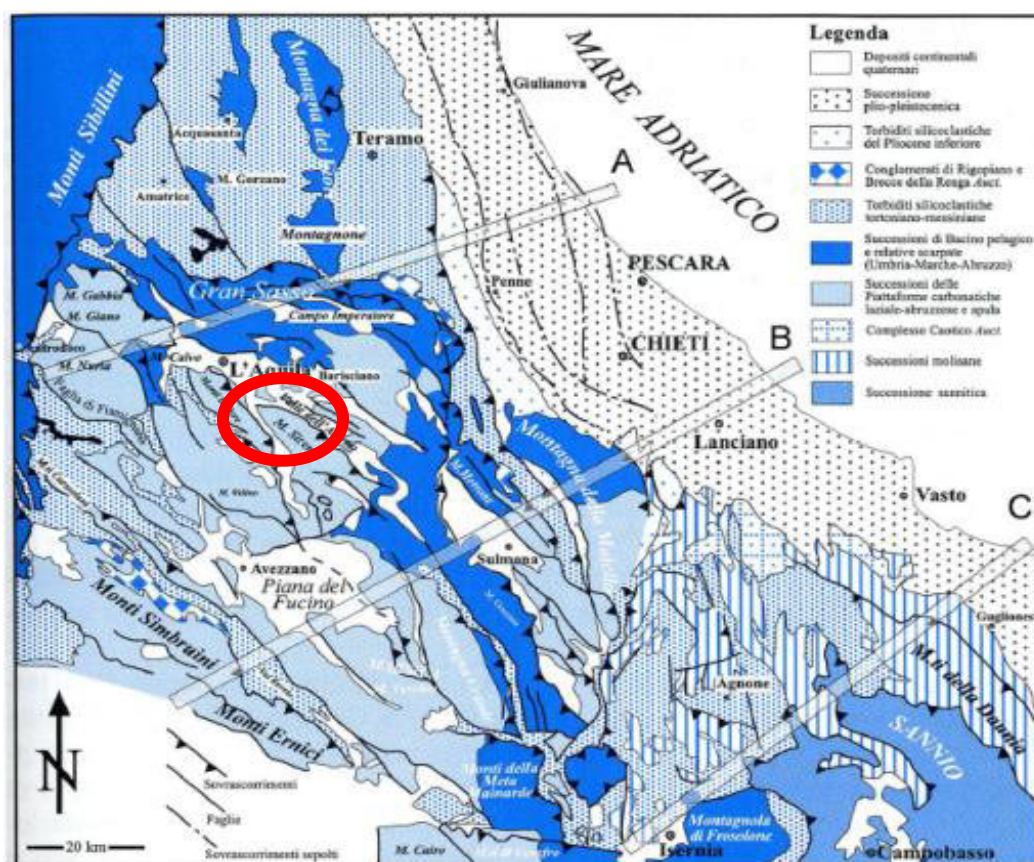 Legenda
Depositi continentali
quaternari
Successione
plio-pleistocenica
Torbiditi silicoclastiche
del Pliocene inferiore
Conglomerati di Rigopiano e
Brecce della Renga Auct.
Torbiditi silicoclastiche
tortoniano-messiniane
Successioni di Bacino pelagico
e relative scarpate
(Umbria-Marche-Abruzzo)
Successioni delle
Piattaforme carbonatiche
laziale-abruzzese e apula
Complesso Caotico Auct.
Successioni molisane
Successione sannitica
MARE ADRIATICO
Monti Sibillini
Montagna dei
Giulianova
Acquasanta
Teramo
A
M. Gorzano
Amatrice
Montagnone
PESCARA
Gran Sasso
Penne
M. Gabbia
M. Giano
Campo Imperatore
B
CHIETI
M. Calvo
L'Aquila
Barisciano
M. Nuria
Lanciano
Vasto
C
Sulmona
Avezzano
Piana del
Fucino
Monti Simbruini
Guglionesi
Agnone
M.ti della Daunia
SANNIO
Monti Ernici
N
Monti della
Meta
Mainarde
Montagnola
di Frosolone
Sovrascorrimenti
Faglie
Sovrascorrimenti sepolti
20 km
M. Cairo
Isernia
Campobasso